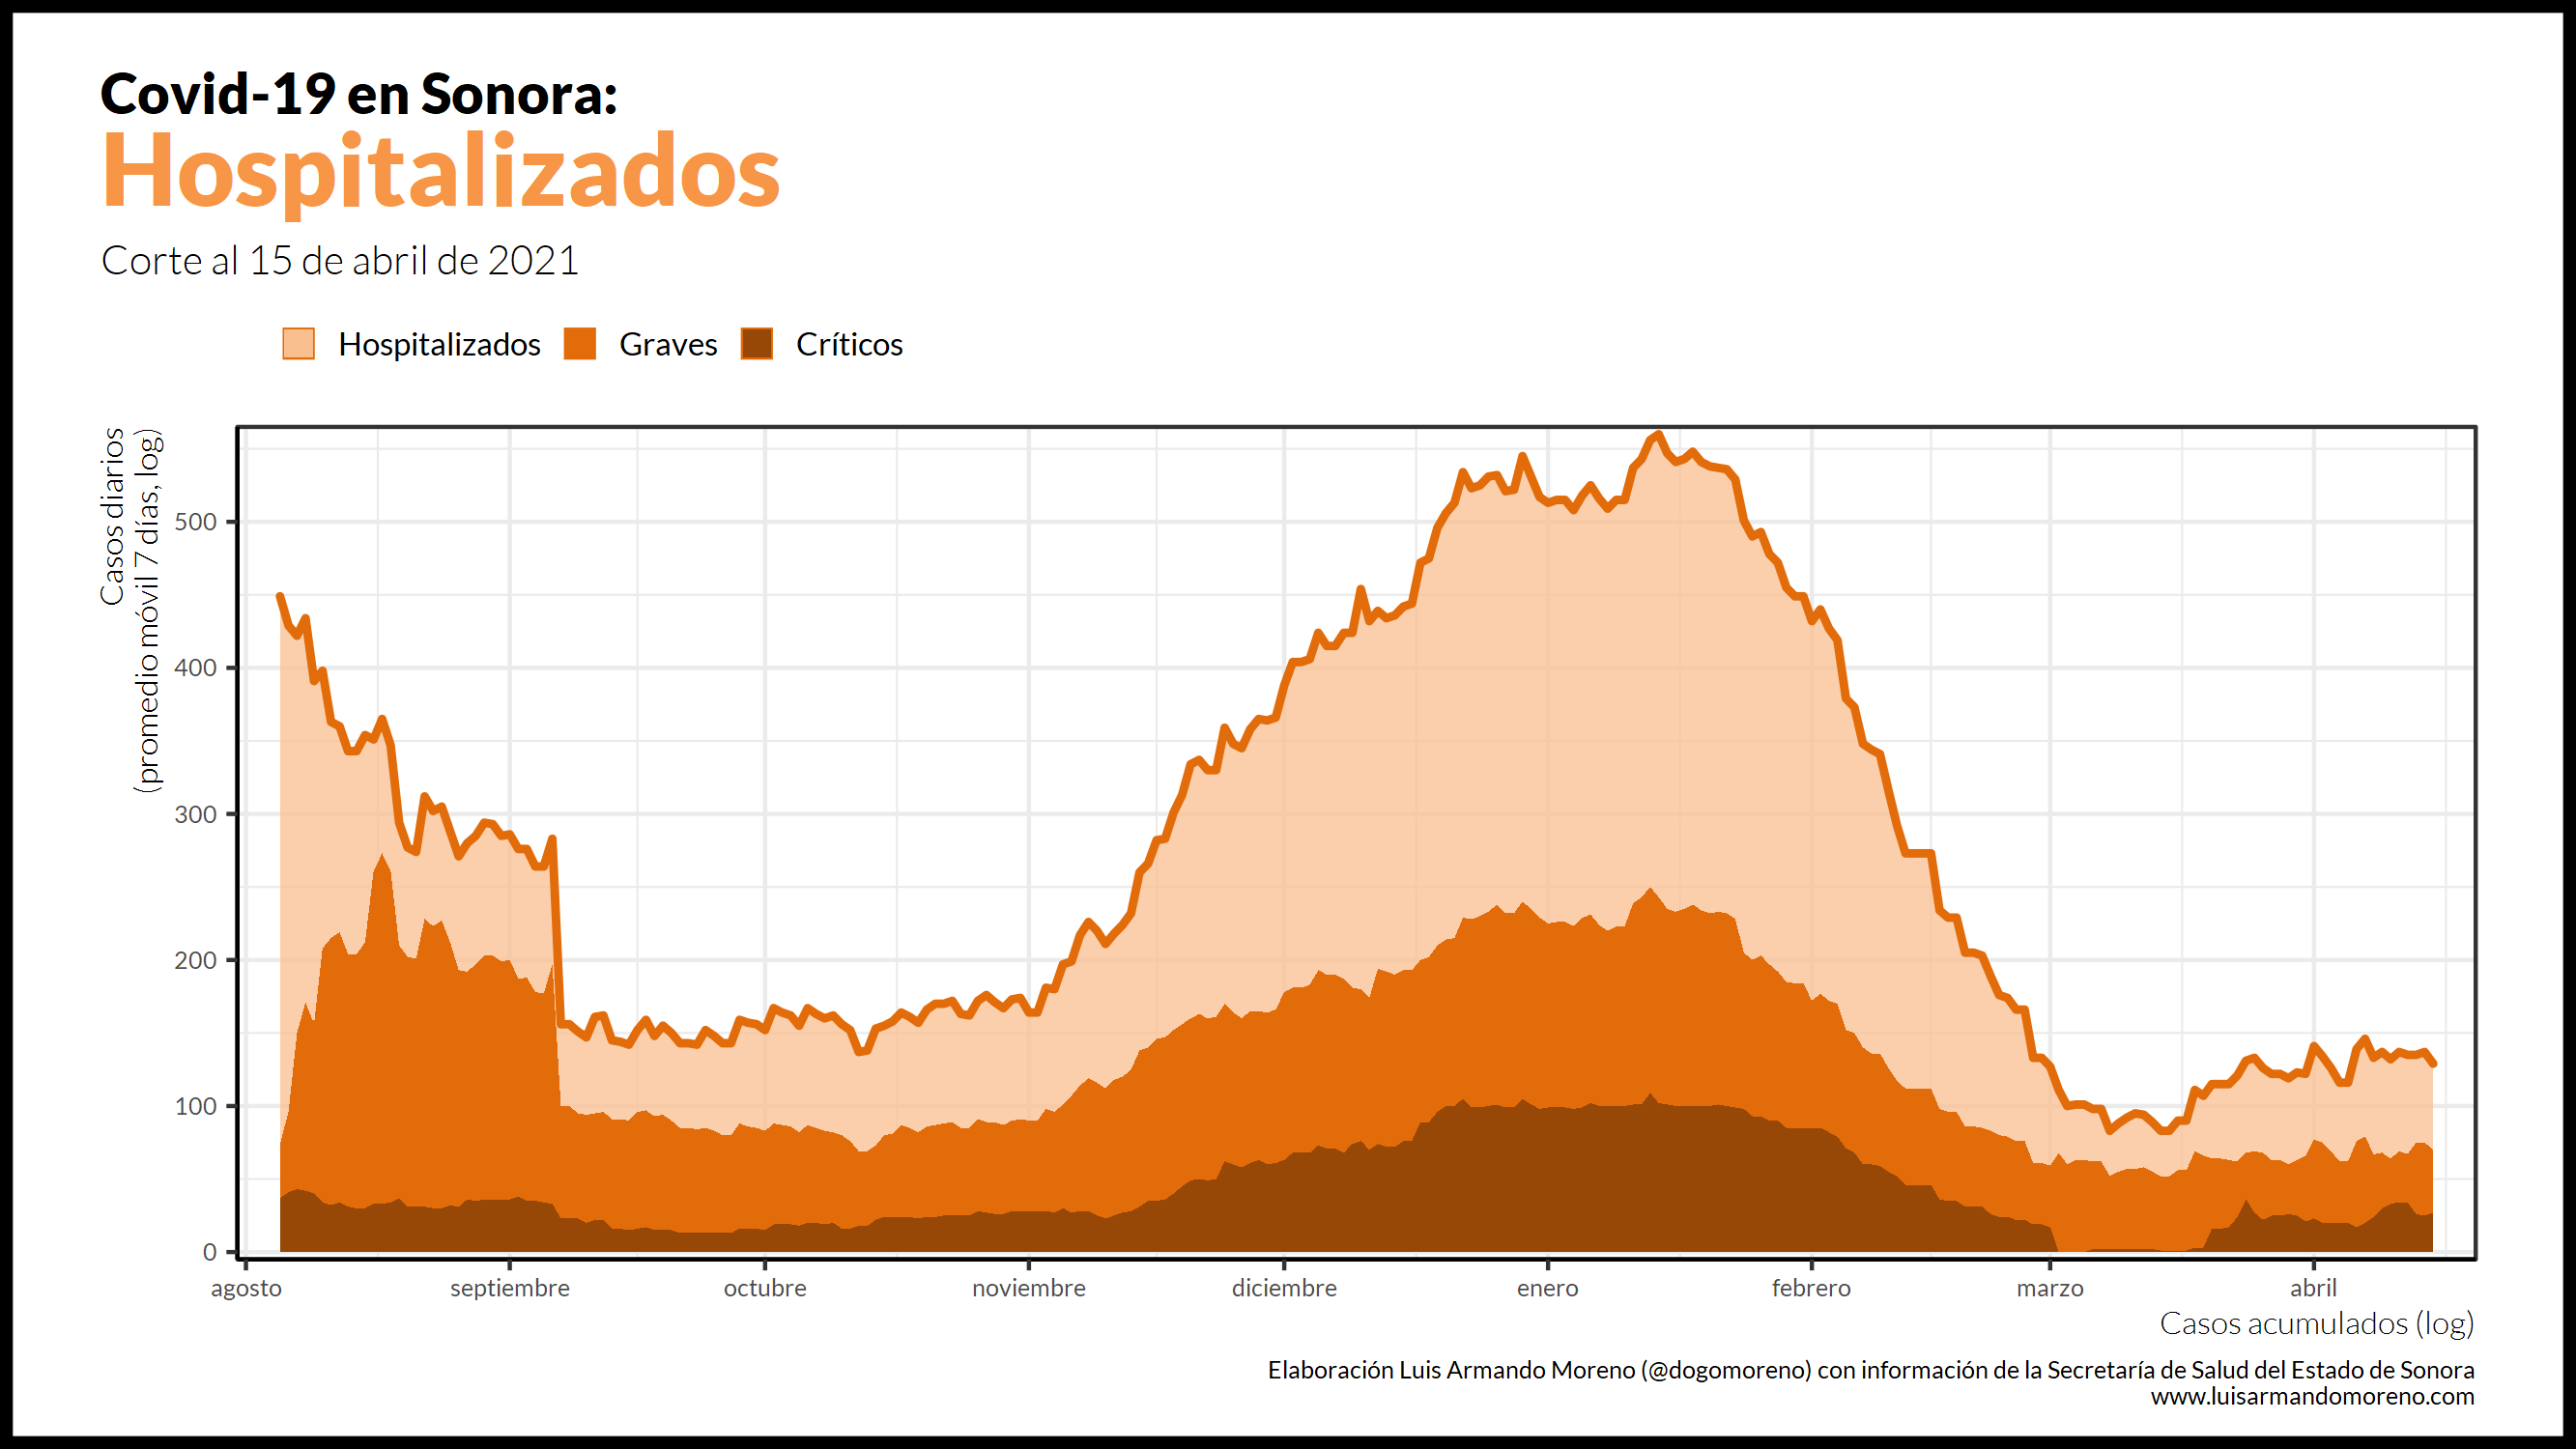 Covid-19 en Sonora:
Hospitalizados
Corte al 15 de abril de 2021
Hospitalizados Graves Críticos
Casos diarios
(promedio móvil 7 días, log)
500
400
300
200
100
0
agosto septiembre octubre noviembre diciembre enero febrero marzo abril
Casos acumulados (log)
Elaboración Luis Armando Moreno (@dogomoreno) con información de la Secretaría de Salud del Estado de Sonora
www.luisarmandomoreno.com